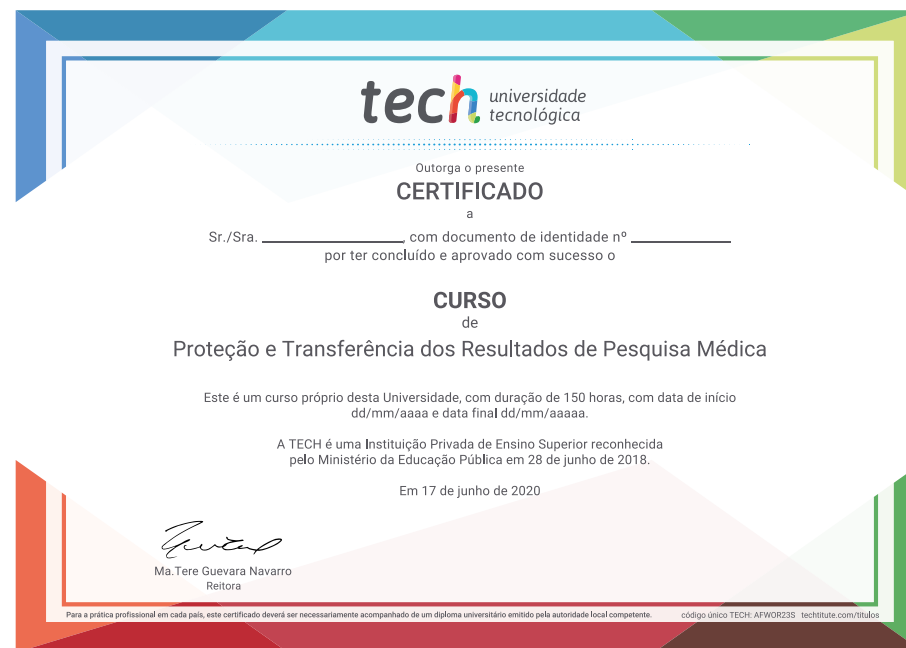 tech universidade
tecnológica
Outorga o presente
CERTIFICADO
a
Sr./Sra. ____________, com documento de identidade nº ____________
por ter concluído e aprovado com sucesso o
CURSO
de
Proteção e Transferência dos Resultados de Pesquisa Médica
Este é um curso próprio desta Universidade, com duração de 150 horas, com data de início
dd/mm/aaaa e data final dd/mm/aaaaa.
A TECH é uma Instituição Privada de Ensino Superior reconhecida
pelo Ministério da Educação Pública em 28 de junho de 2018.
Em 17 de junho de 2020
Ma.Tere Guevara Navarro
Reitora
Para a prática profissional em cada país, este certificado deverá ser necessariamente acompanhado de um diploma universitário emitido pela autoridade local competente. código único TECH: AFWOR23S techtitute.com/titulos